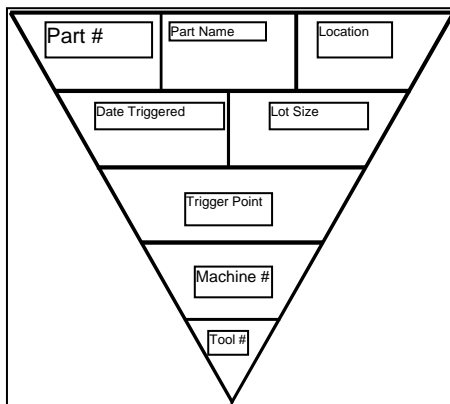 Part #
Part Name
Location
Date Triggered
Lot Size
Trigger Point
Machine #
Tool #